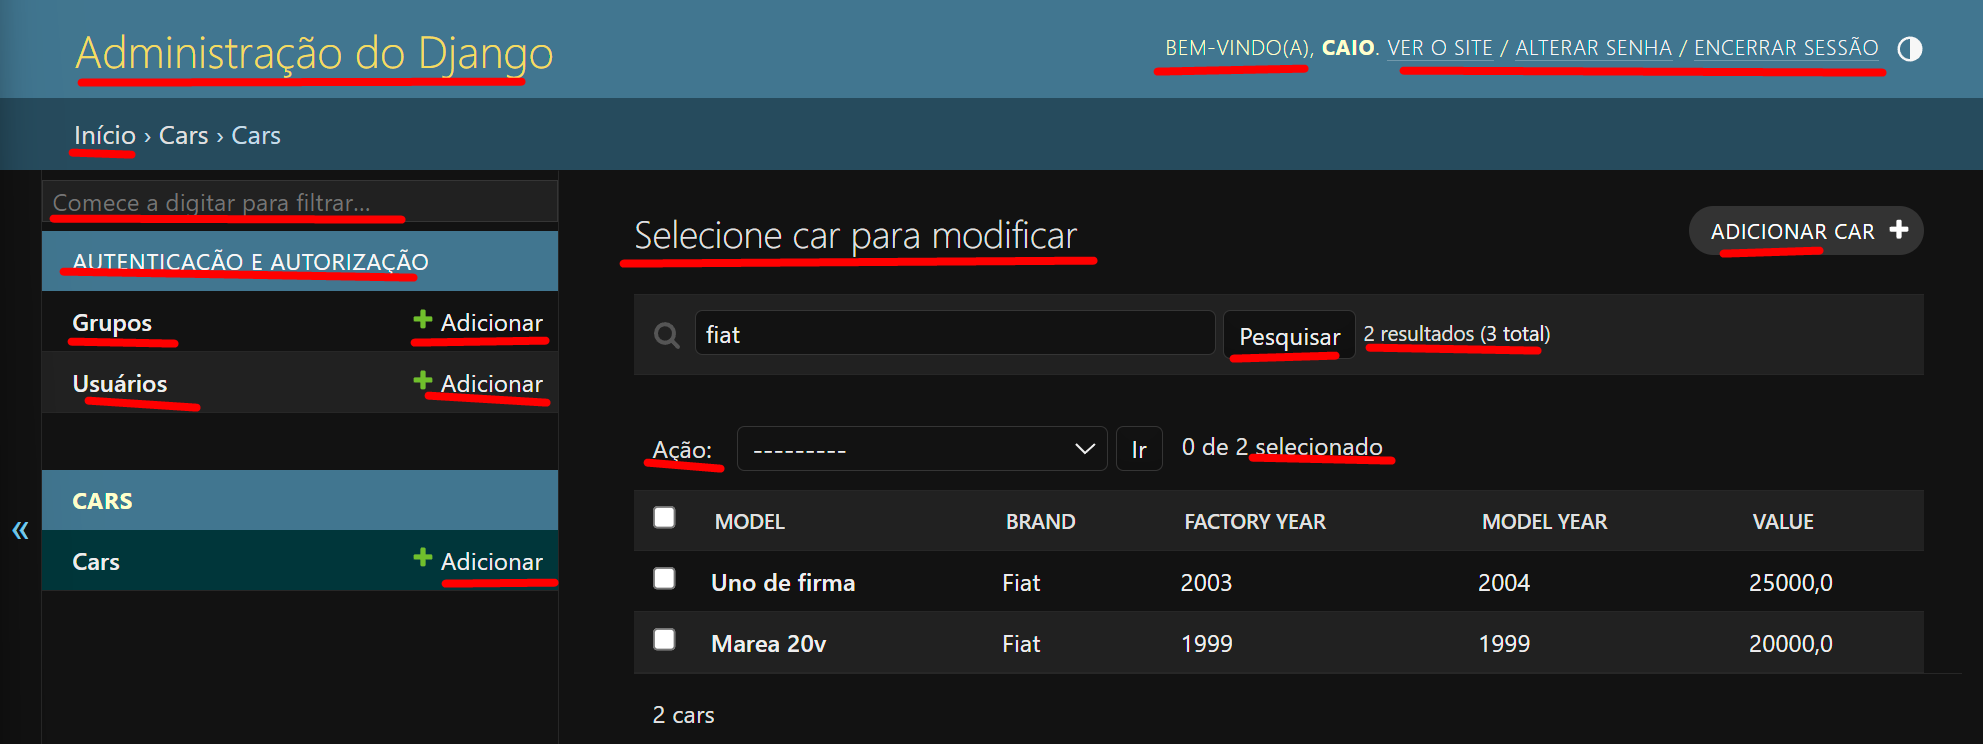 Administração do Django
BEM-VINDO(A), CAIO. VER O SITE / ALTERAR SENHA / ENCERRAR SESSÃO
Início › Cars › Cars
Comece a digitar para filtrar...
AUTENTICAÇÃO E AUTORIZAÇÃO
Grupos + Adicionar
Usuários + Adicionar
CARS
Cars + Adicionar
«
Selecione car para modificar
ADICIONAR CAR +
fiat Pesquisar 2 resultados (3 total)
Ação: --------- Ir 0 de 2 selecionado
MODEL BRAND FACTORY YEAR MODEL YEAR VALUE
Uno de firma Fiat 2003 2004 25000,0
Marea 20v Fiat 1999 1999 20000,0
2 cars